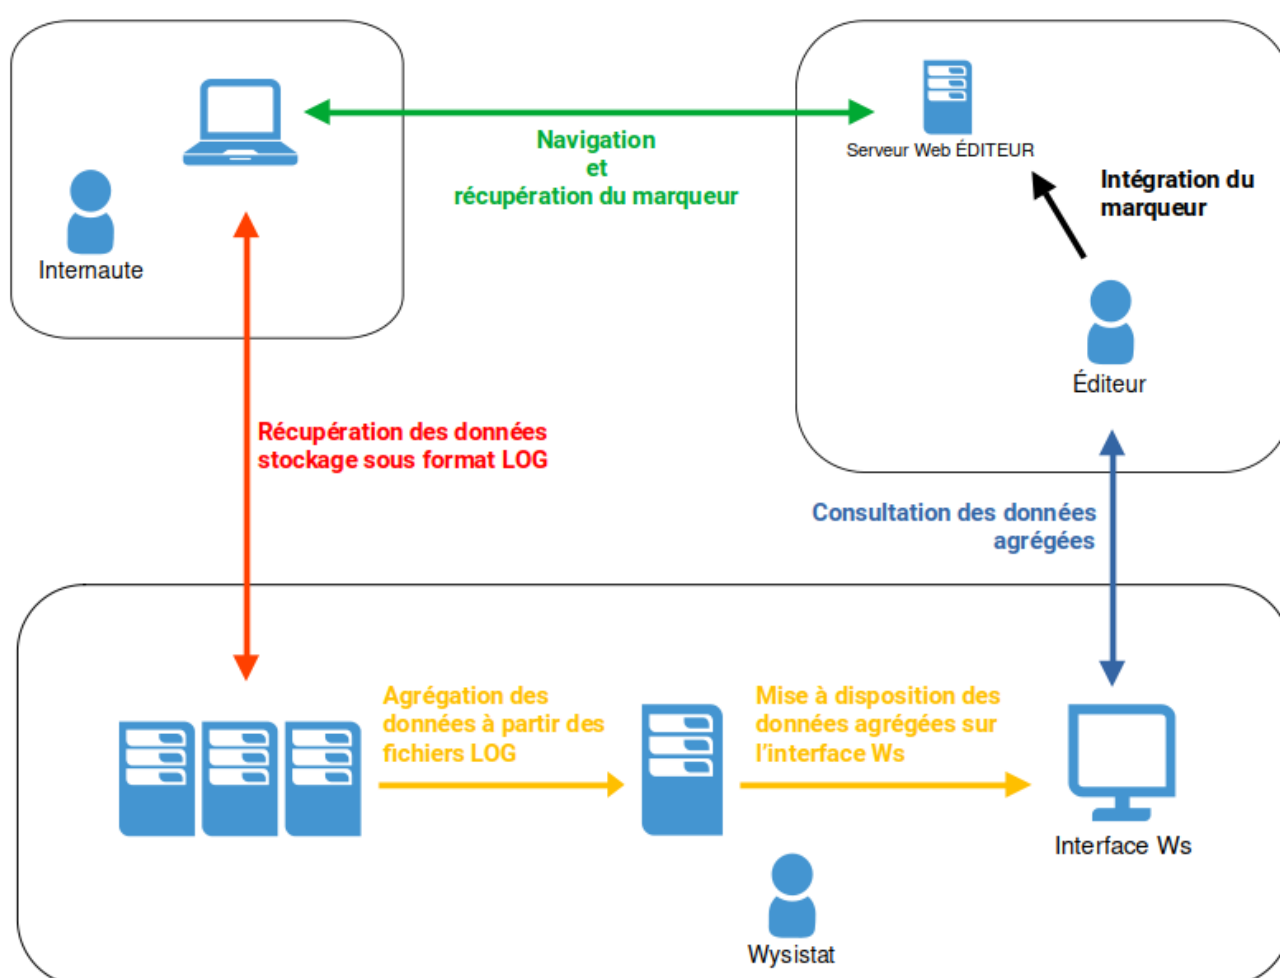 Navigation
et
récupération du marqueur
Serveur Web ÉDITEUR
Intégration du
marqueur
Internaute
Éditeur
Récupération des données
stockage sous format LOG
Consultation des données
agrégées
Agrégation des
données à partir des
fichiers LOG
Mise à disposition des
données agrégées sur
l'interface Ws
Interface Ws
Wysistat